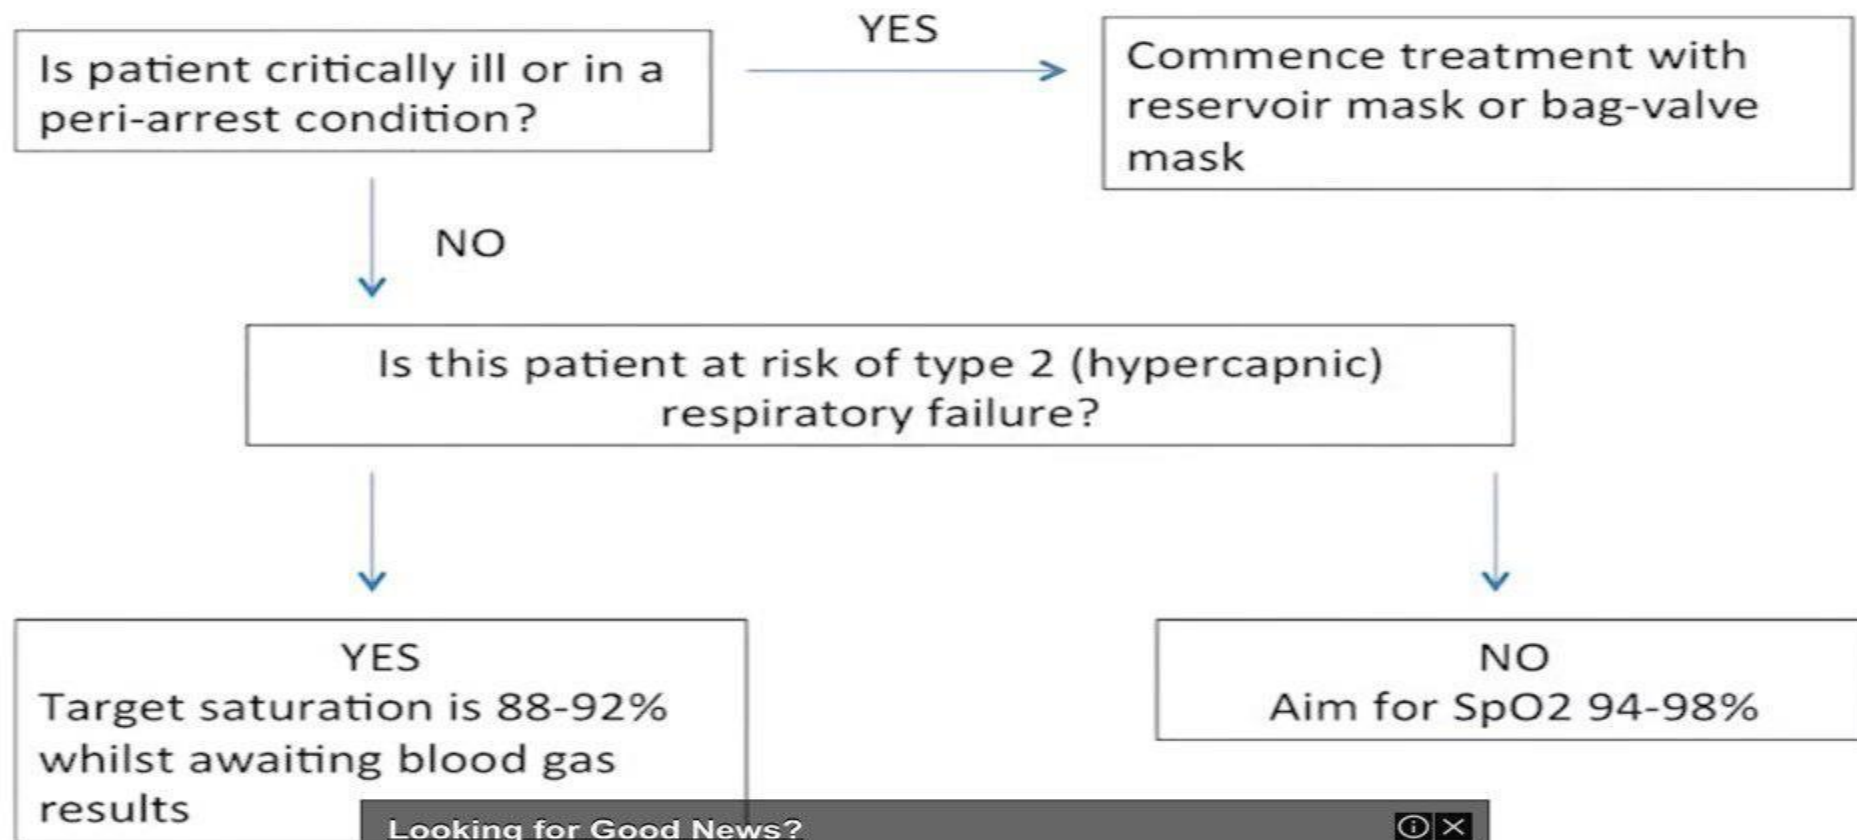 YES
Is patient critically ill or in a
peri-arrest condition?
Commence treatment with
reservoir mask or bag-valve
mask
NO
Is this patient at risk of type 2 (hypercapnic)
respiratory failure?
YES
Target saturation is 88-92%
whilst awaiting blood gas
results
NO
Aim for SpO2 94-98%
Looking for Good News?